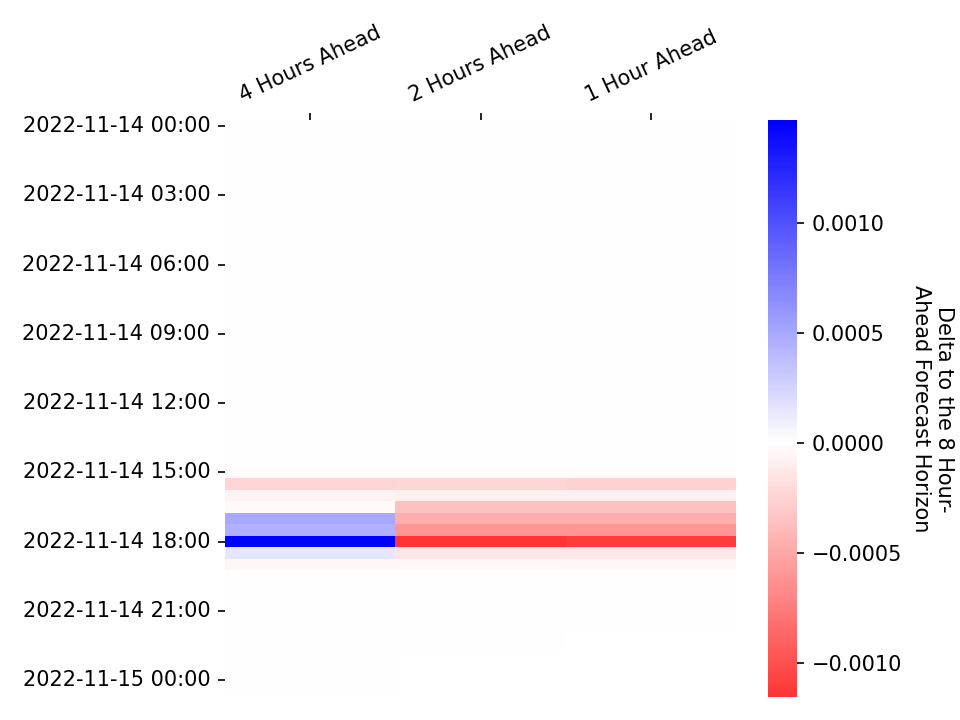 4 Hours Ahead
2 Hours Ahead
1 Hour Ahead
2022-11-14 00:00
2022-11-14 03:00
2022-11-14 06:00
2022-11-14 09:00
2022-11-14 12:00
2022-11-14 15:00
2022-11-14 18:00
2022-11-14 21:00
2022-11-15 00:00
0.0010
0.0005
0.0000
−0.0005
−0.0010
Delta to the 8 Hour-
Ahead Forecast Horizon